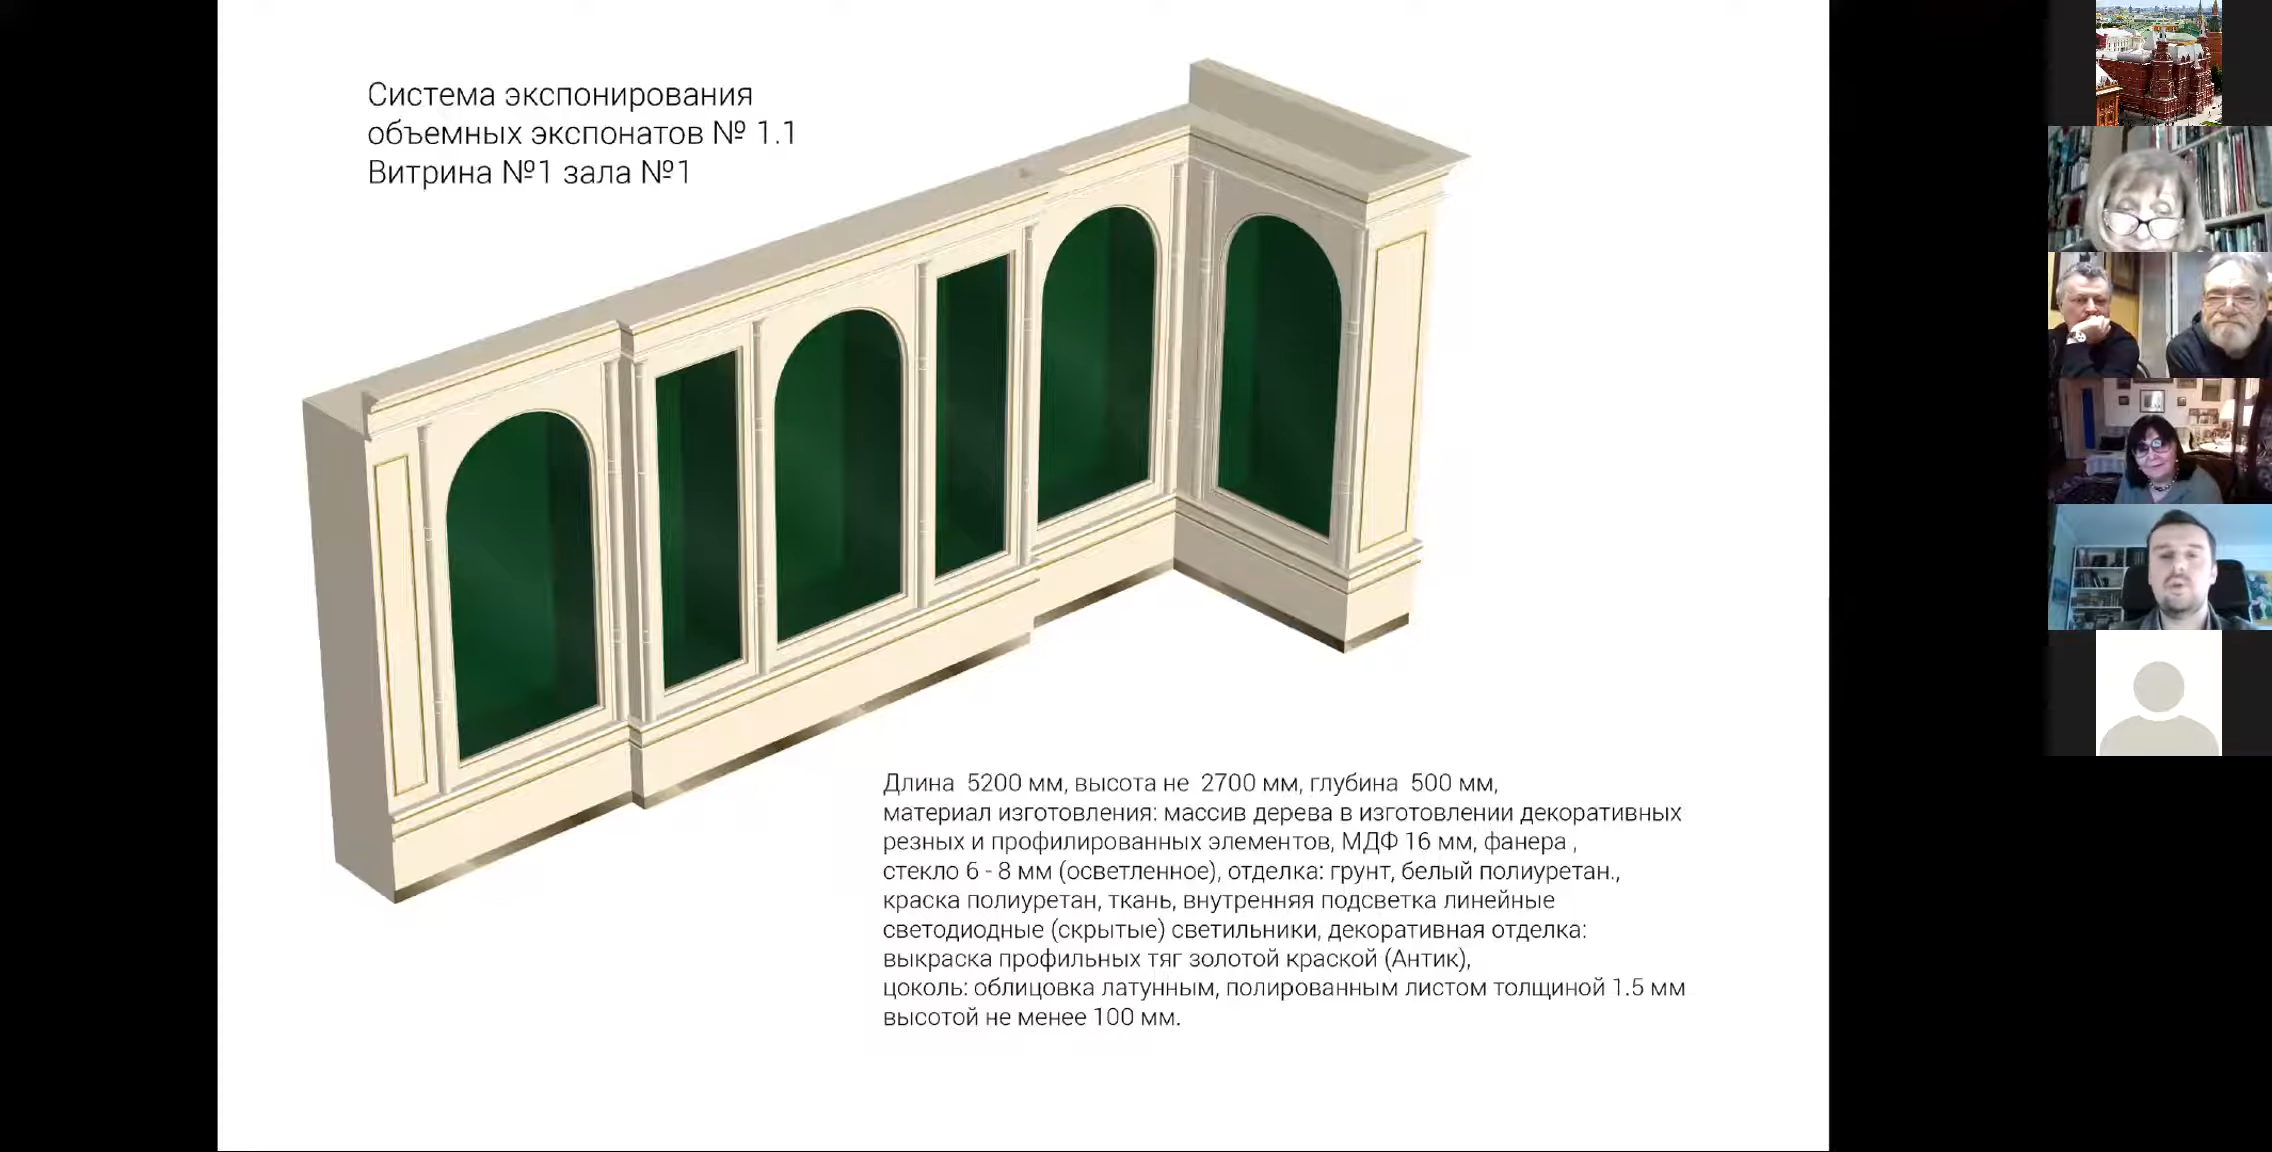 Система экспонирования
объемных экспонатов № 1.1
Витрина №1 зала №1
Длина 5200 мм, высота не 2700 мм, глубина 500 мм,
материал изготовления: массив дерева в изготовлении декоративных
резных и профилированных элементов, МДФ 16 мм, фанера ,
стекло 6 - 8 мм (осветленное), отделка: грунт, белый полиуретан.,
краска полиуретан, ткань, внутренняя подсветка линейные
светодиодные (скрытые) светильники, декоративная отделка:
выкраска профильных тяг золотой краской (Антик),
цоколь: облицовка латунным, полированным листом толщиной 1.5 мм
высотой не менее 100 мм.